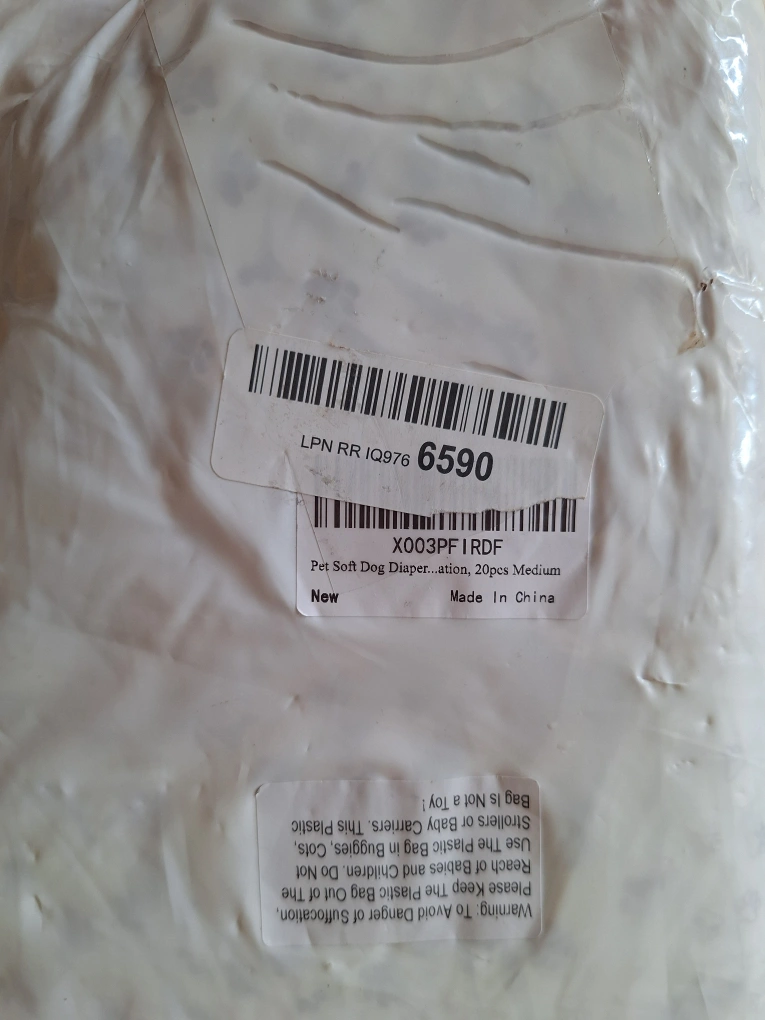 LPN RR IQ976 6590
X003PFIRDF
Pet Soft Dog Diaper...ation, 20pcs Medium
New Made In China
Warning: To Avoid Danger of Suffocation,
Please Keep The Plastic Bag Out of The
Reach of Babies and Children. Do Not
Use The Plastic Bag in Buggies, Cots,
Strollers or Baby Carriers. This Plastic
Bag Is Not a Toy!